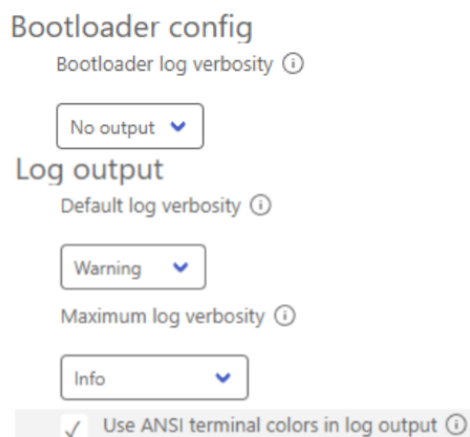 Bootloader config
Bootloader log verbosity
No output
Log output
Default log verbosity
Warning
Maximum log verbosity
Info
Use ANSI terminal colors in log output